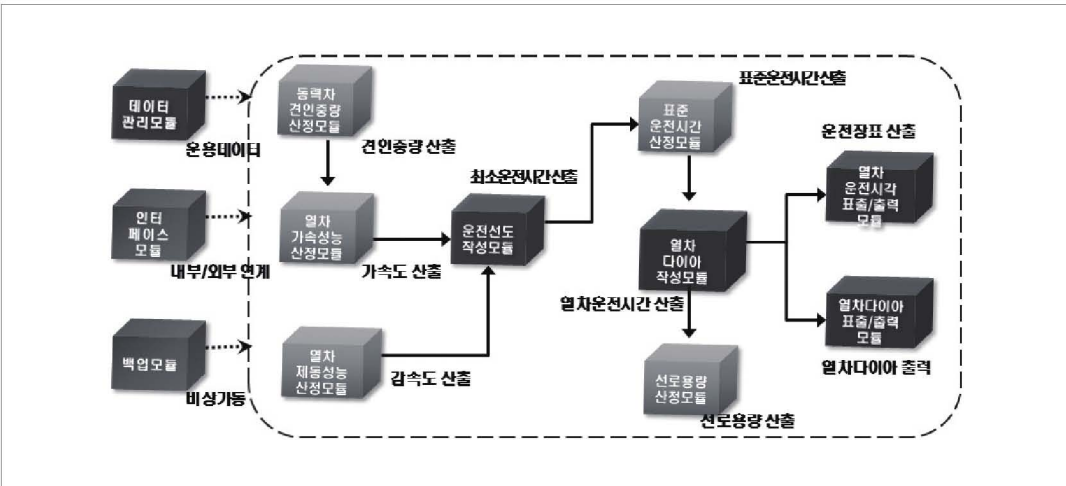 데이터
관리모듈
운용데이터
인터
페이스
모듈
내부/외부 연계
백업모듈
비상가동
동력차
견인중량
산정모듈
견인중량 산출
열차
가속성능
산정모듈
가속도 산출
열차
제동성능
산정모듈
감속도 산출
최소운전시간산출
운전선도
작성모듈
표준운전시간산출
표준
운전시간
산정모듈
열차
다이아
작성모듈
열차운전시간 산출
선로용량
산정모듈
선로용량 산출
운전장표 산출
열차
운전시각
표출/출력
모듈
열차다이아
표출/출력
모듈
열차다이아 출력